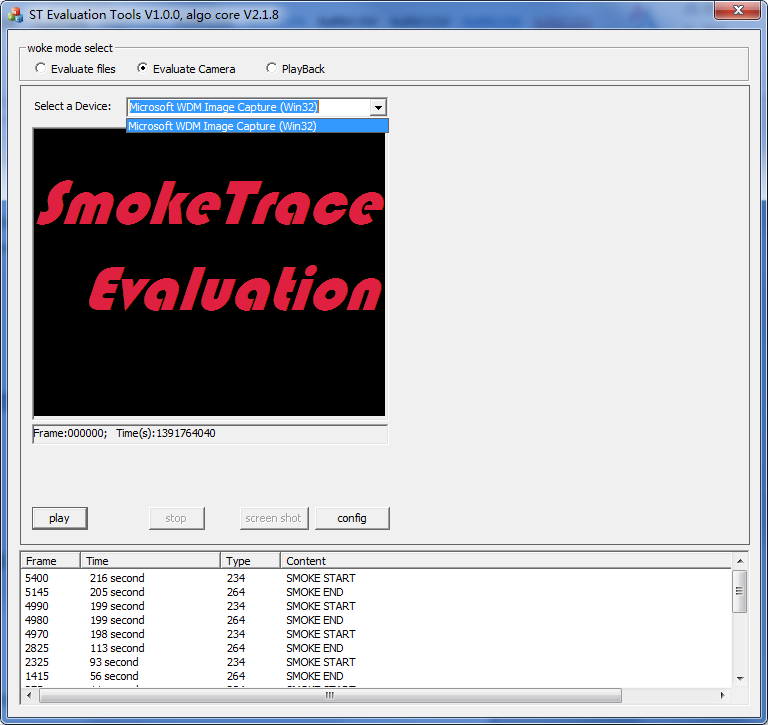 ST Evaluation Tools V1.0.0, algo core V2.1.8
woke mode select
Evaluate files Evaluate Camera PlayBack
Select a Device: Microsoft WDM Image Capture (Win32)
Microsoft WDM Image Capture (Win32)
SmokeTrace
Evaluation
Frame:000000; Time(s):1391764040
play stop screen shot config
Frame Time Type Content
5400 216 second 234 SMOKE START
5145 205 second 264 SMOKE END
4990 199 second 234 SMOKE START
4980 199 second 264 SMOKE END
4970 198 second 234 SMOKE START
2825 113 second 264 SMOKE END
2325 93 second 234 SMOKE START
1415 56 second 264 SMOKE END